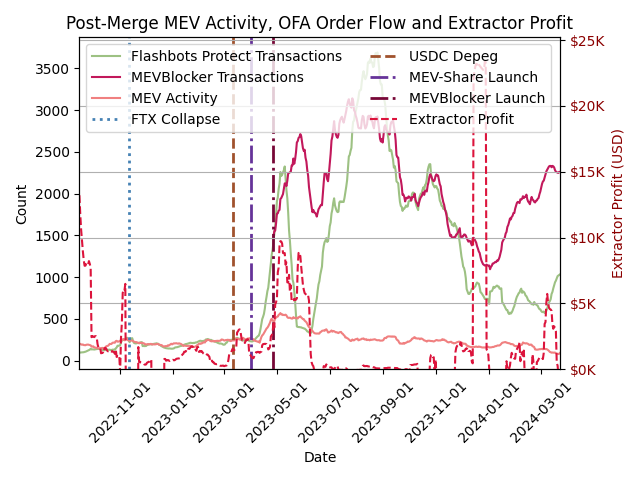 Post-Merge MEV Activity, OFA Order Flow and Extractor Profit
Flashbots Protect Transactions
MEVBlocker Transactions
MEV Activity
FTX Collapse
USDC Depeg
MEV-Share Launch
MEVBlocker Launch
Extractor Profit
Count
3500
3000
2500
2000
1500
1000
500
0
$25K
$20K
$15K
$10K
$5K
$0K
Extractor Profit (USD)
2022-11-01
2023-01-01
2023-03-01
2023-05-01
2023-07-01
2023-09-01
2023-11-01
2024-01-01
2024-03-01
Date